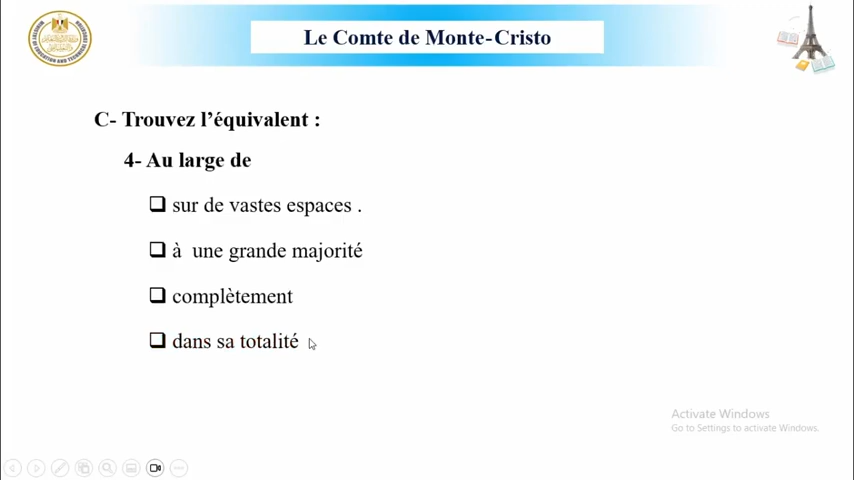 Le Comte de Monte-Cristo
C- Trouvez l’équivalent :
4- Au large de
❑ sur de vastes espaces .
❑ à une grande majorité
❑ complètement
❑ dans sa totalité
Activate Windows
Go to Settings to activate Windows.